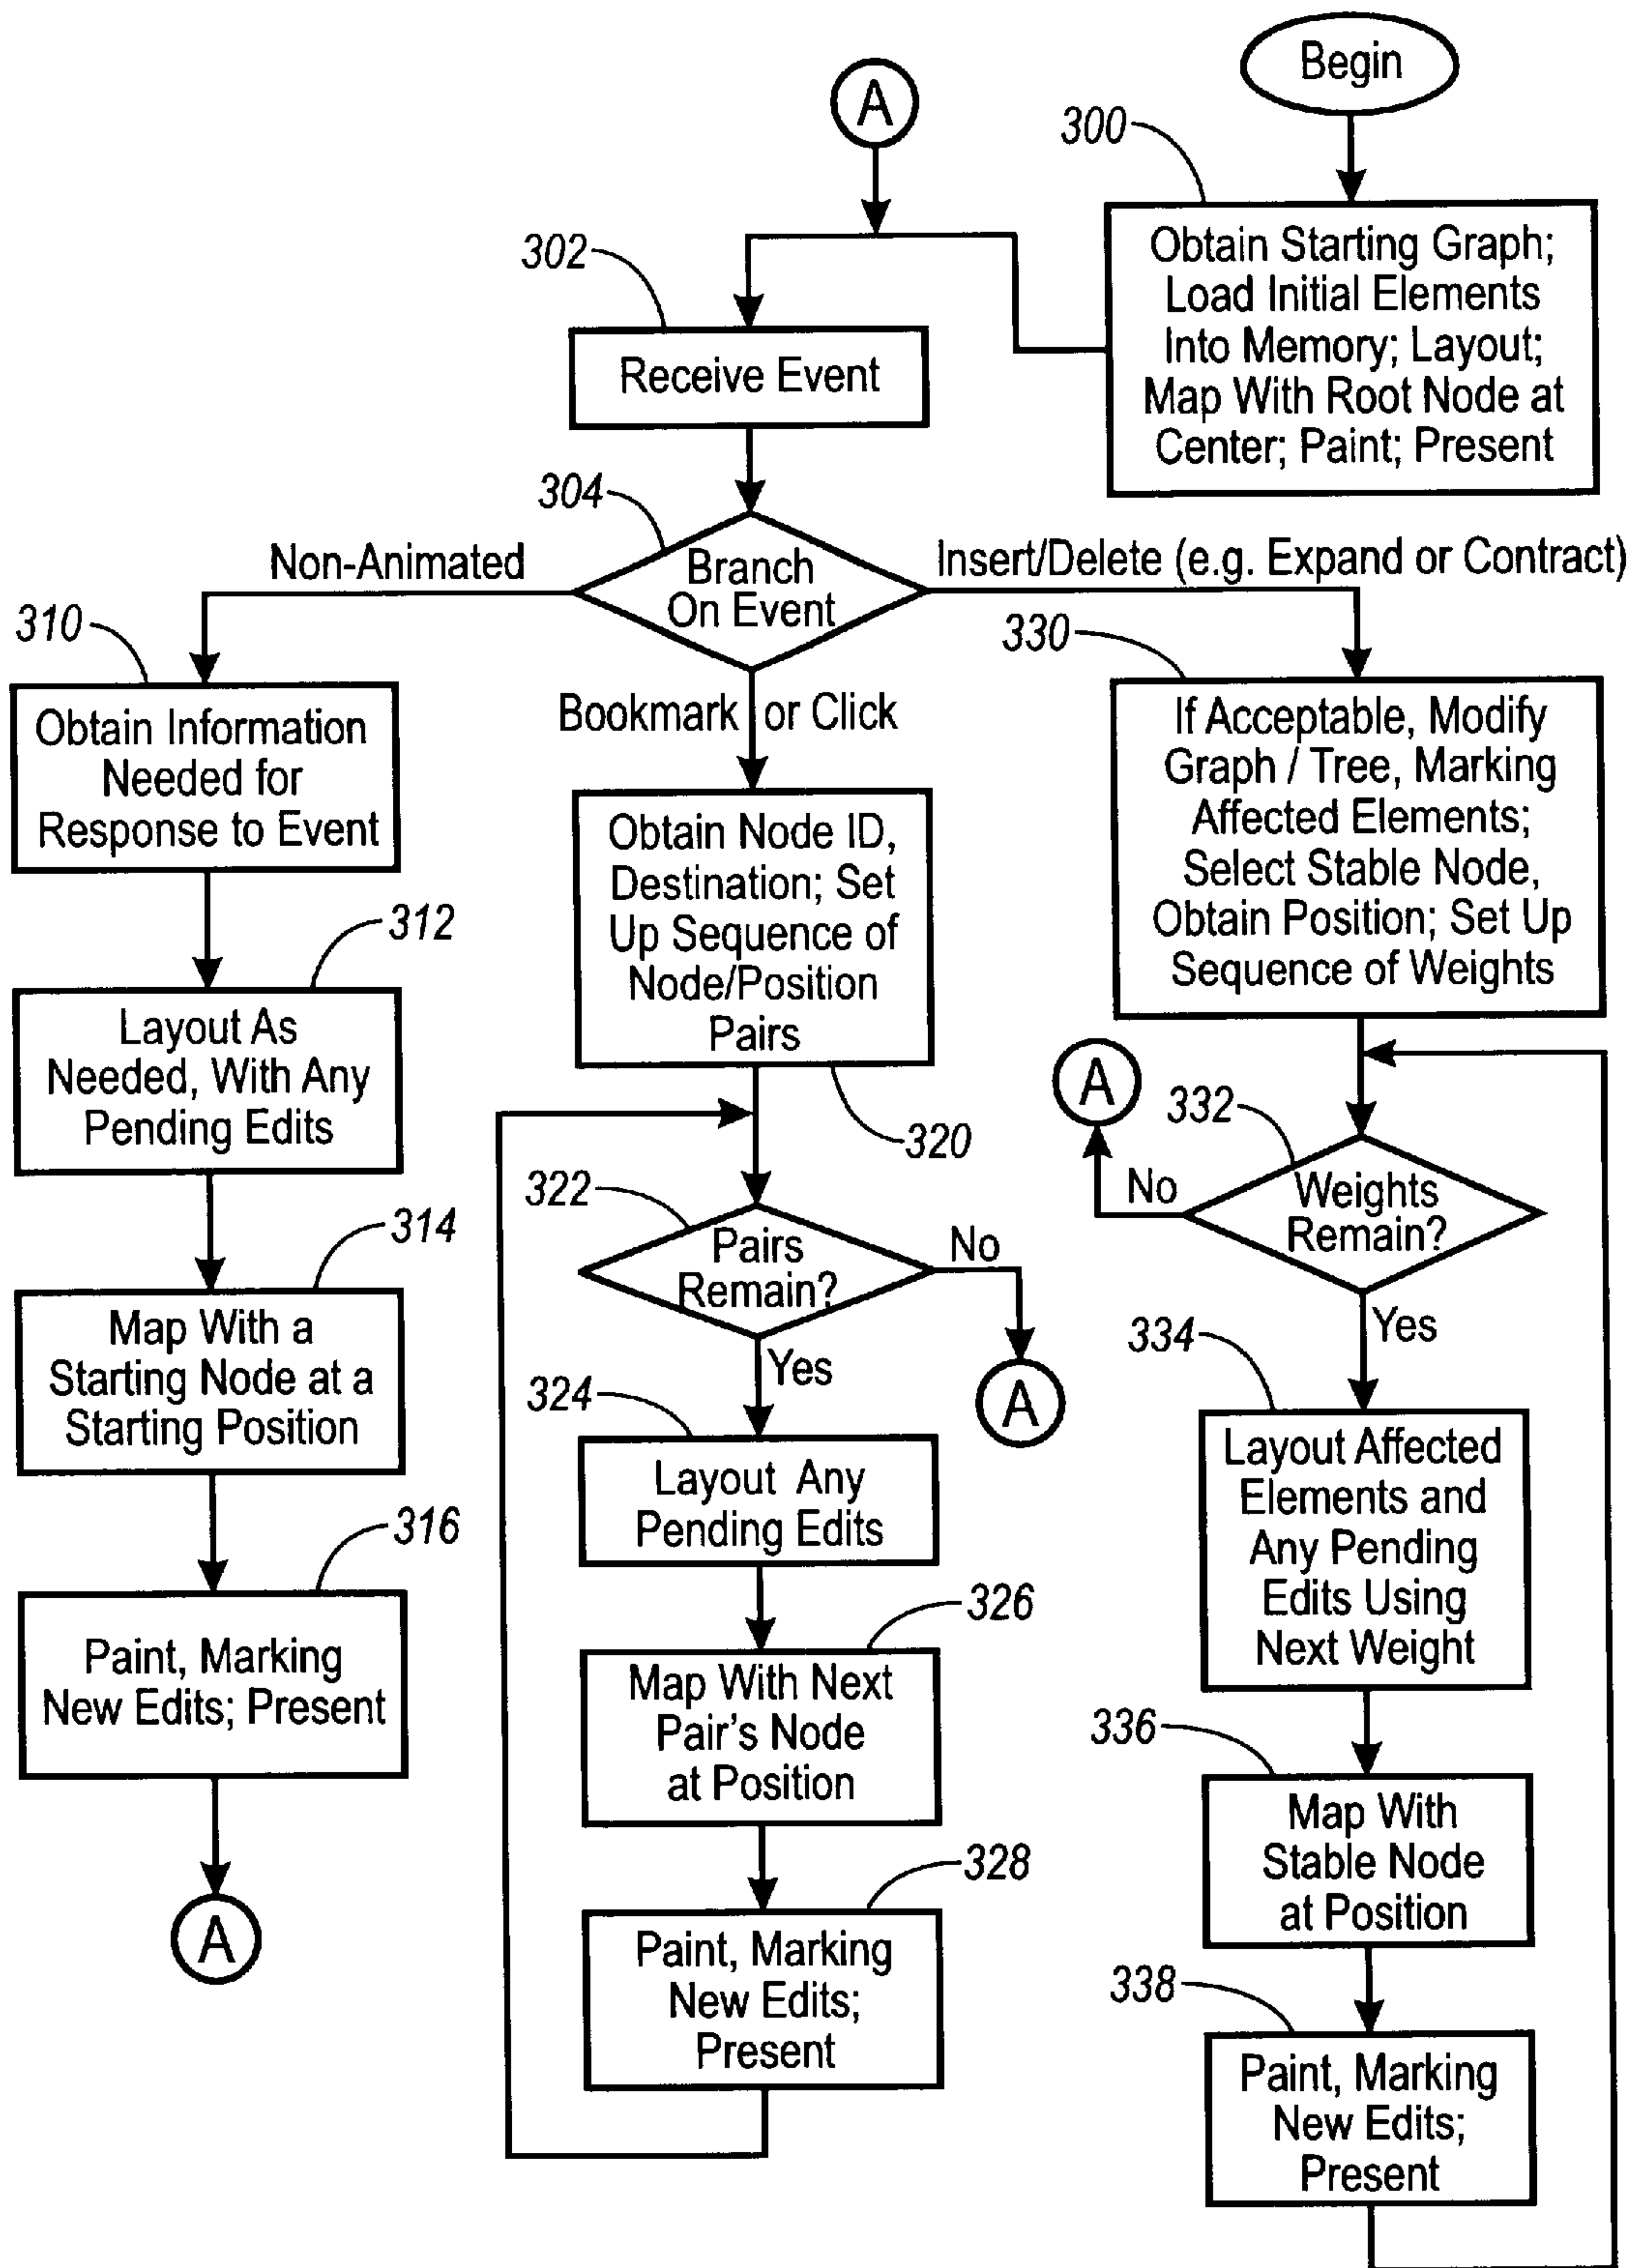 Begin
A
300
Obtain Starting Graph;
Load Initial Elements
Into Memory; Layout;
Map With Root Node at
Center; Paint; Present
302
Receive Event
304
Branch
On Event
Non-Animated
Insert/Delete (e.g. Expand or Contract)
Bookmark or Click
310
Obtain Information
Needed for
Response to Event
312
Layout As
Needed, With Any
Pending Edits
314
Map With a
Starting Node at a
Starting Position
316
Paint, Marking
New Edits; Present
A
Obtain Node ID,
Destination; Set
Up Sequence of
Node/Position
Pairs
320
322
Pairs
Remain?
No
A
Yes
324
Layout Any
Pending Edits
326
Map With Next
Pair's Node
at Position
328
Paint, Marking
New Edits;
Present
330
If Acceptable, Modify
Graph / Tree, Marking
Affected Elements;
Select Stable Node,
Obtain Position; Set Up
Sequence of Weights
A
332
No
Weights
Remain?
Yes
334
Layout Affected
Elements and
Any Pending
Edits Using
Next Weight
336
Map With
Stable Node
at Position
338
Paint, Marking
New Edits;
Present